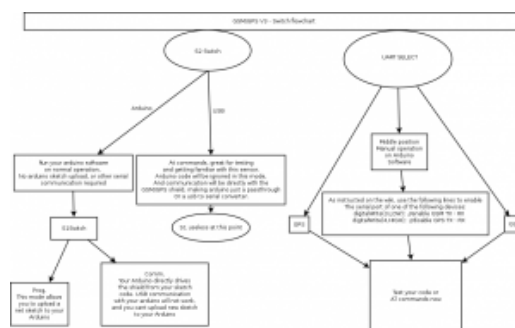 GSM/GPS V3 - Switch flowchart
S2-Switch
UART SELECT
Arduino
USB
Middle position
Manual operation
on Arduino
Software
Run your arduino software
on normal operation.
No arduino sketch upload, or other serial
communication required
At commands, great for testing
and getting familiar with this sensor.
Arduino code will be ignored in this mode.
And communication will be directly with the
GSM/GPS shield, making arduino just a passthrough
or a usb to serial converter.
As instructed on the wiki, use the following lines to enable
the serial port of one of the following devices:
S1 useless at this point
GPS
S1Switch
Prog.
This mode allows
you to upload a
net sketch to your
Arduino
Comm.
Your Arduino directly drives
the shield from your sketch
code. USB communication
with your arduino will not work,
and you cant upload new sketch
to your Arduino
Test your code or
AT commands now